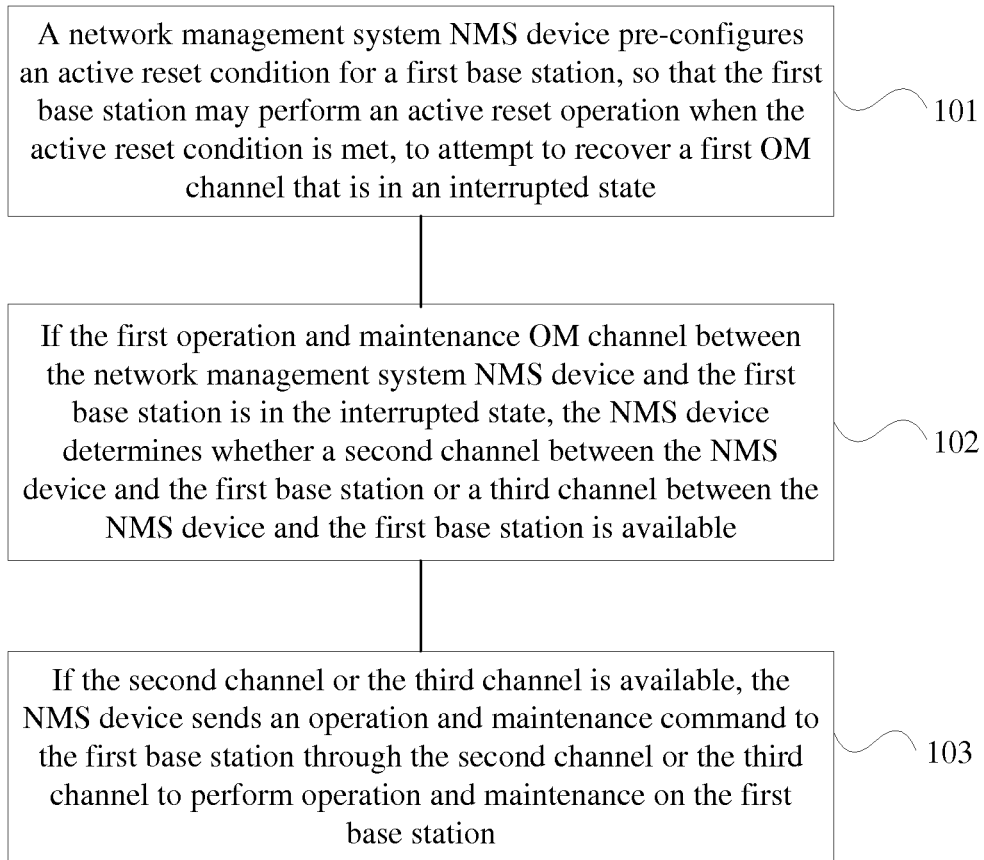 A network management system NMS device pre-configures
an active reset condition for a first base station, so that the first
base station may perform an active reset operation when the
active reset condition is met, to attempt to recover a first OM
channel that is in an interrupted state
101
If the first operation and maintenance OM channel between
the network management system NMS device and the first
base station is in the interrupted state, the NMS device
determines whether a second channel between the NMS
device and the first base station or a third channel between the
NMS device and the first base station is available
102
If the second channel or the third channel is available, the
NMS device sends an operation and maintenance command to
the first base station through the second channel or the third
channel to perform operation and maintenance on the first
base station
103